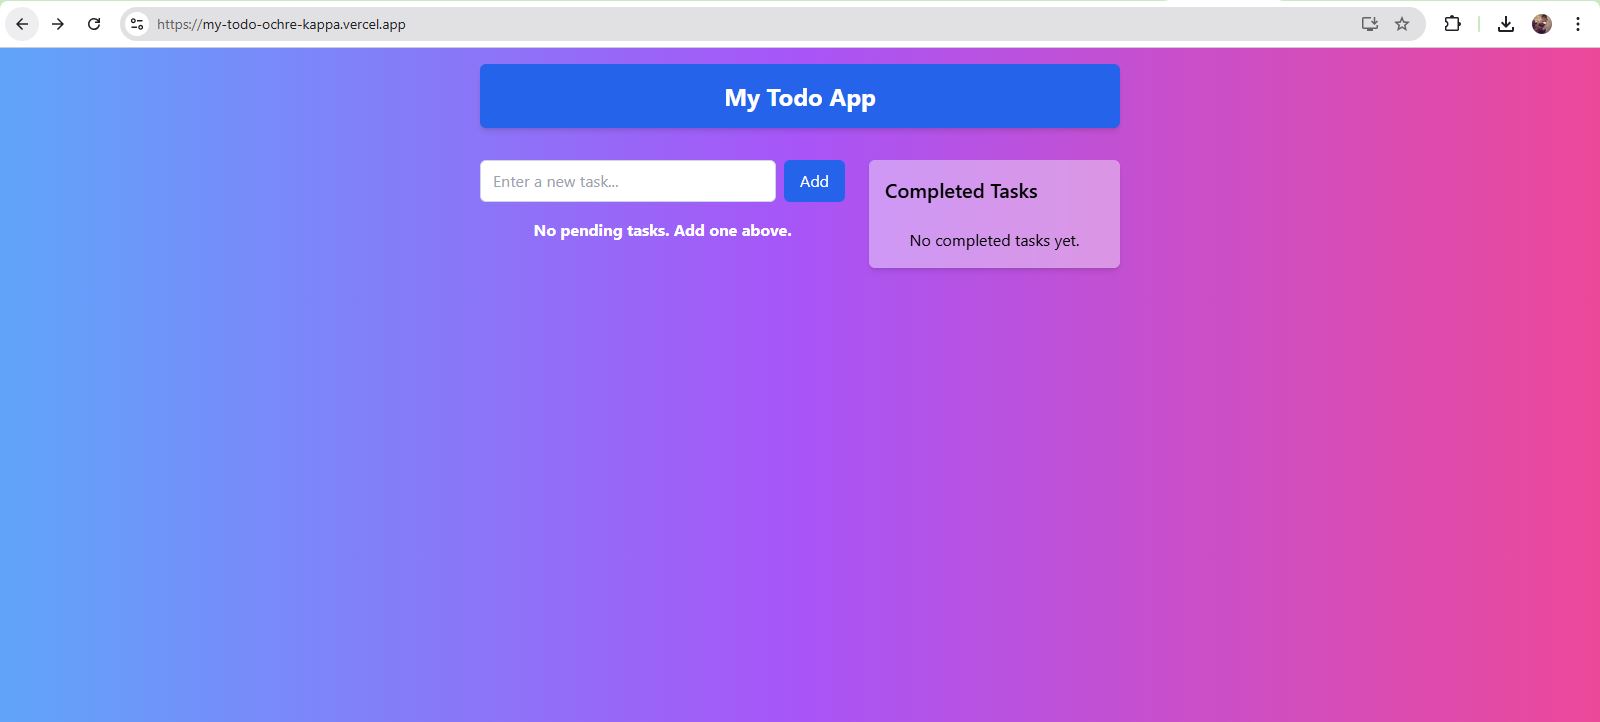 https://my-todo-ochre-kappa.vercel.app
My Todo App
Enter a new task...
Add
No pending tasks. Add one above.
Completed Tasks
No completed tasks yet.